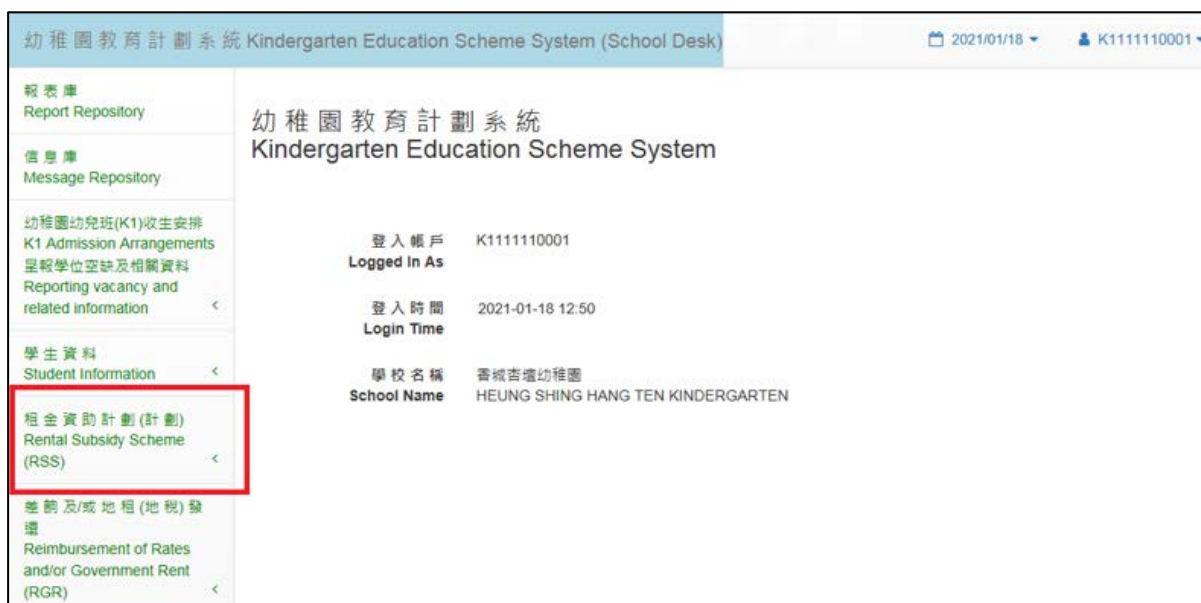 幼稚園教育計劃系統 Kindergarten Education Scheme System (School Desk)
2021/01/18
K1111110001
報表庫
Report Repository
信息庫
Message Repository
幼稚園幼兒班(K1)收生安排
K1 Admission Arrangements
呈報學位空缺及相關資料
Reporting vacancy and
related information
學生資料
Student Information
租金資助計劃(計劃)
Rental Subsidy Scheme
(RSS)
差餉及/或地租(地稅)發
還
Reimbursement of Rates
and/or Government Rent
(RGR)
幼稚園教育計劃系統
Kindergarten Education Scheme System
登入帳戶 K1111110001
Logged In As
登入時間 2021-01-18 12:50
Login Time
學校名稱 香城杏壇幼稚園
School Name HEUNG SHING HANG TEN KINDERGARTEN